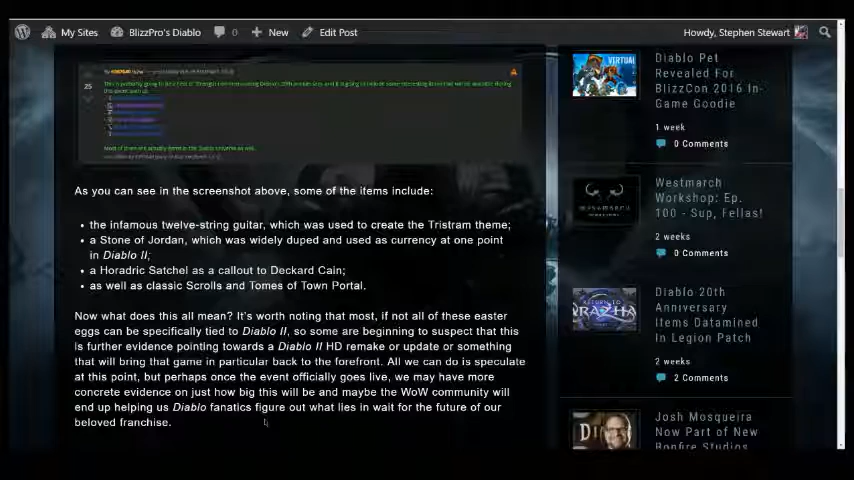 My Sites BlizzPro's Diablo 0 New Edit Post Howdy, Stephen Stewart
25
As you can see in the screenshot above, some of the items include:
• the infamous twelve-string guitar, which was used to create the Tristram theme;
• a Stone of Jordan, which was widely duped and used as currency at one point
in Diablo II;
• a Horadric Satchel as a callout to Deckard Cain;
• as well as classic Scrolls and Tomes of Town Portal.
Now what does this all mean? It's worth noting that most, if not all of these easter
eggs can be specifically tied to Diablo II, so some are beginning to suspect that this
is further evidence pointing towards a Diablo II HD remake or update or something
that will bring that game in particular back to the forefront. All we can do is speculate
at this point, but perhaps once the event officially goes live, we may have more
concrete evidence on just how big this will be and maybe the WoW community will
end up helping us Diablo fanatics figure out what lies in wait for the future of our
beloved franchise.
VIRTUAL
Diablo Pet
Revealed For
BlizzCon 2016 In-
Game Goodie
1 week
0 Comments
Westmarch
Workshop: Ep.
100 - Sup, Fellas!
2 weeks
0 Comments
Diablo 20th
Anniversary
Items Datamined
In Legion Patch
2 weeks
2 Comments
Josh Mosqueira
Now Part of New
Bonfire Studios